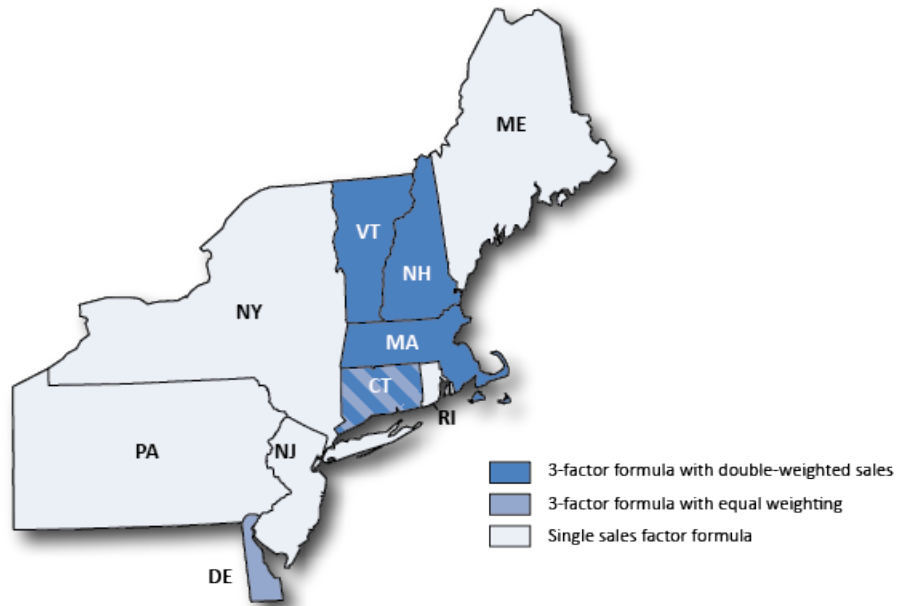 ME
VT
NH
NY
MA
CT
RI
PA
NJ
DE
3-factor formula with double-weighted sales
3-factor formula with equal weighting
Single sales factor formula